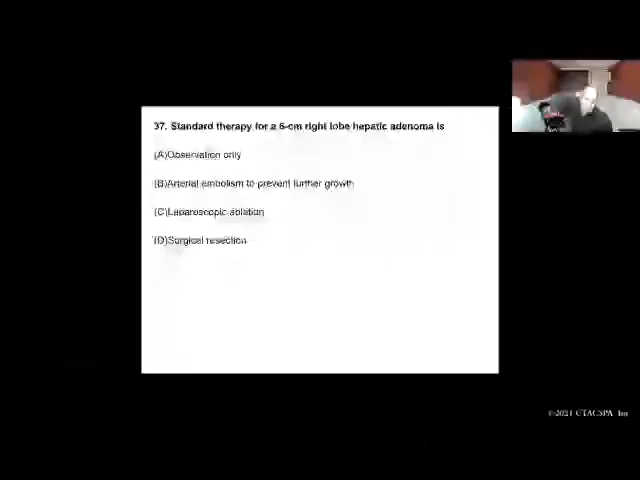 37. Standard therapy for a 6-cm right lobe hepatic adenoma is
(A)Observation only
(B)Arterial embolism to prevent further growth
(C)Laparoscopic ablation
(D)Surgical resection
©2021 CTACSPA Inc